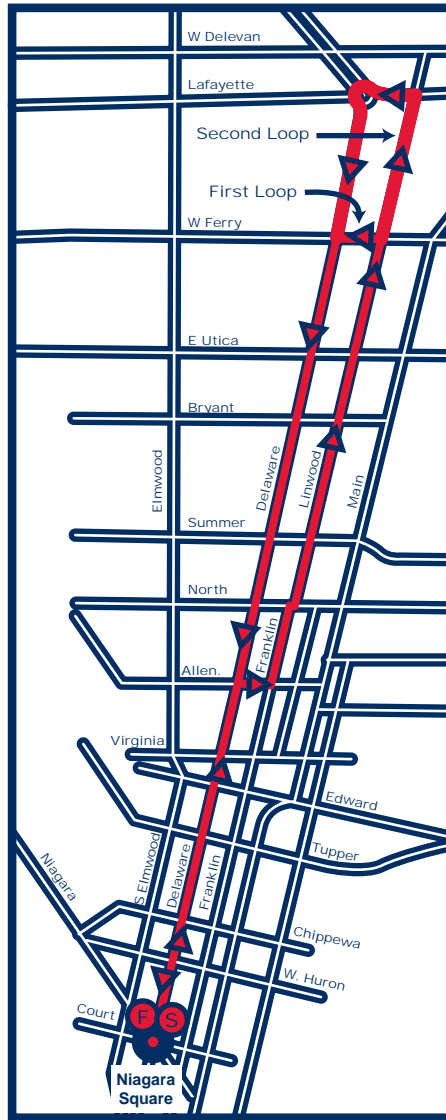 W Delevan
Lafayette
Second Loop
First Loop
W Ferry
E Utica
Bryant
Elmwood
Delaware
Linwood
Main
Summer
North
Franklin
Allen.
Virginia
Edward
Tupper
Niagara
S Elmwood
Delaware
Franklin
Chippewa
W. Huron
Court
F
S
Niagara
Square